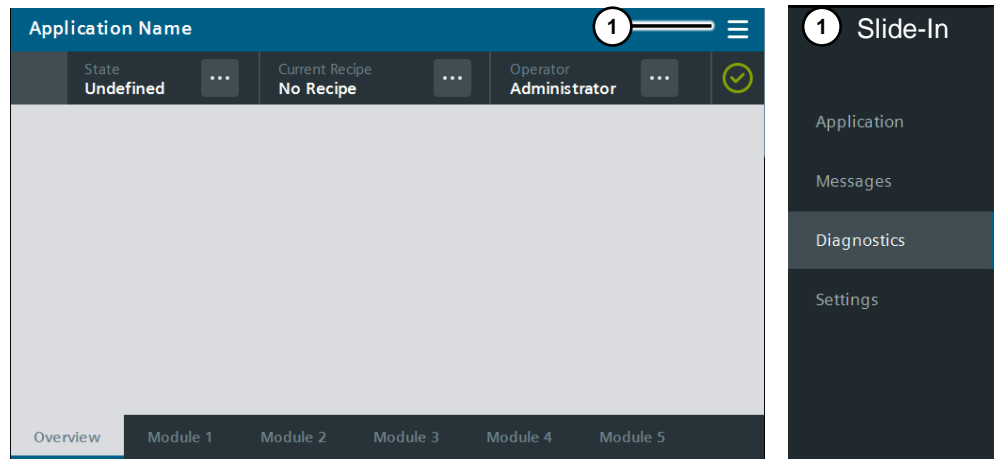 Application Name
1
State
Undefined
...
Current Recipe
No Recipe
...
Operator
Administrator
...
Overview
Module 1
Module 2
Module 3
Module 4
Module 5
1 Slide-In
Application
Messages
Diagnostics
Settings